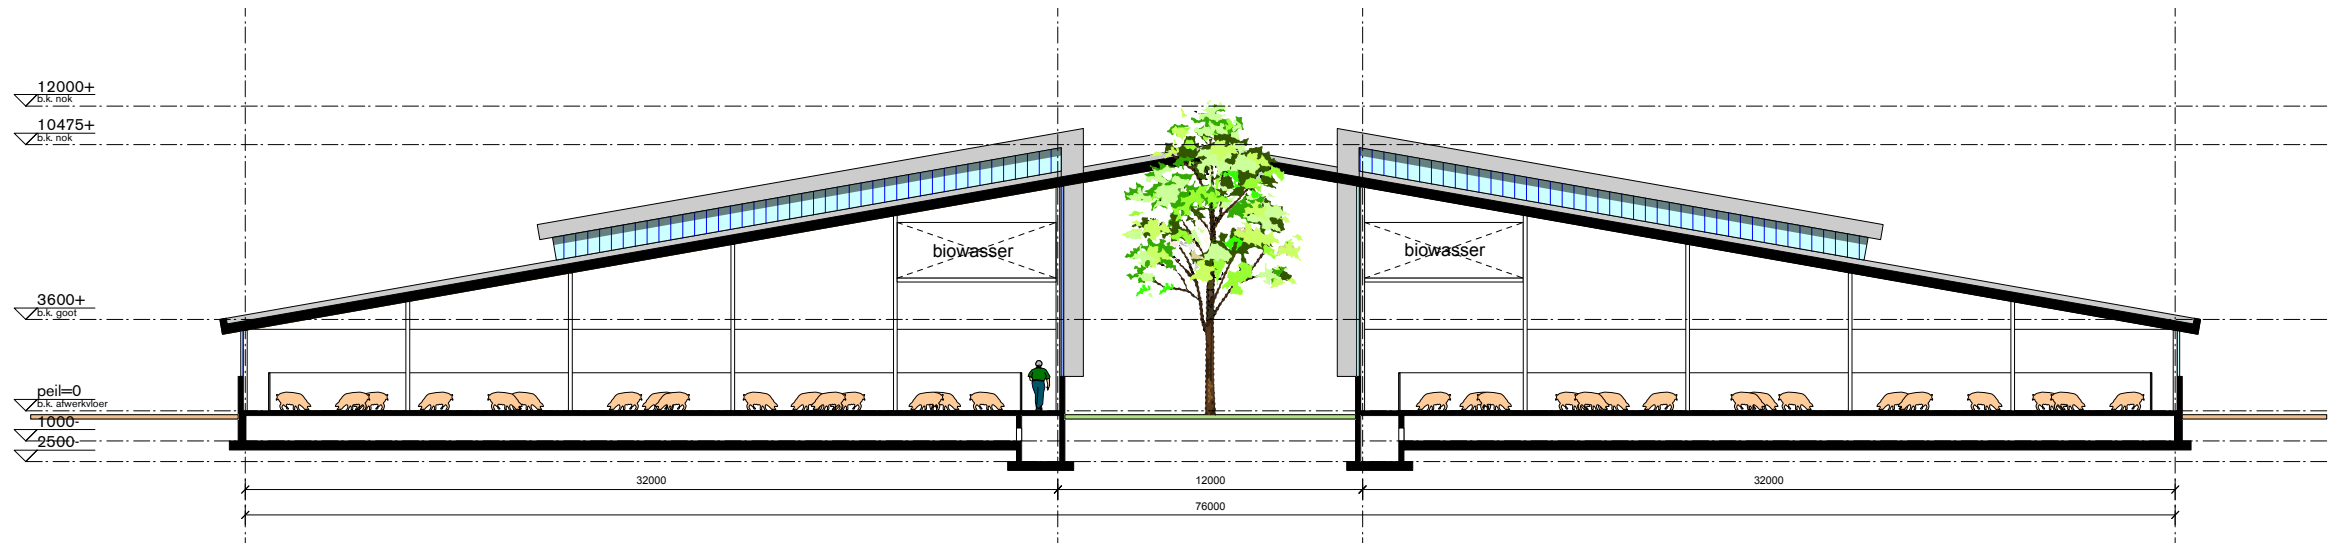 12000+
b.k. nok
10475+
b.k. nok
biowasser
biowasser
3600+
b.k. goot
peil=0
b.k. afwerkvloer
1000-
2500-
32000
12000
32000
76000